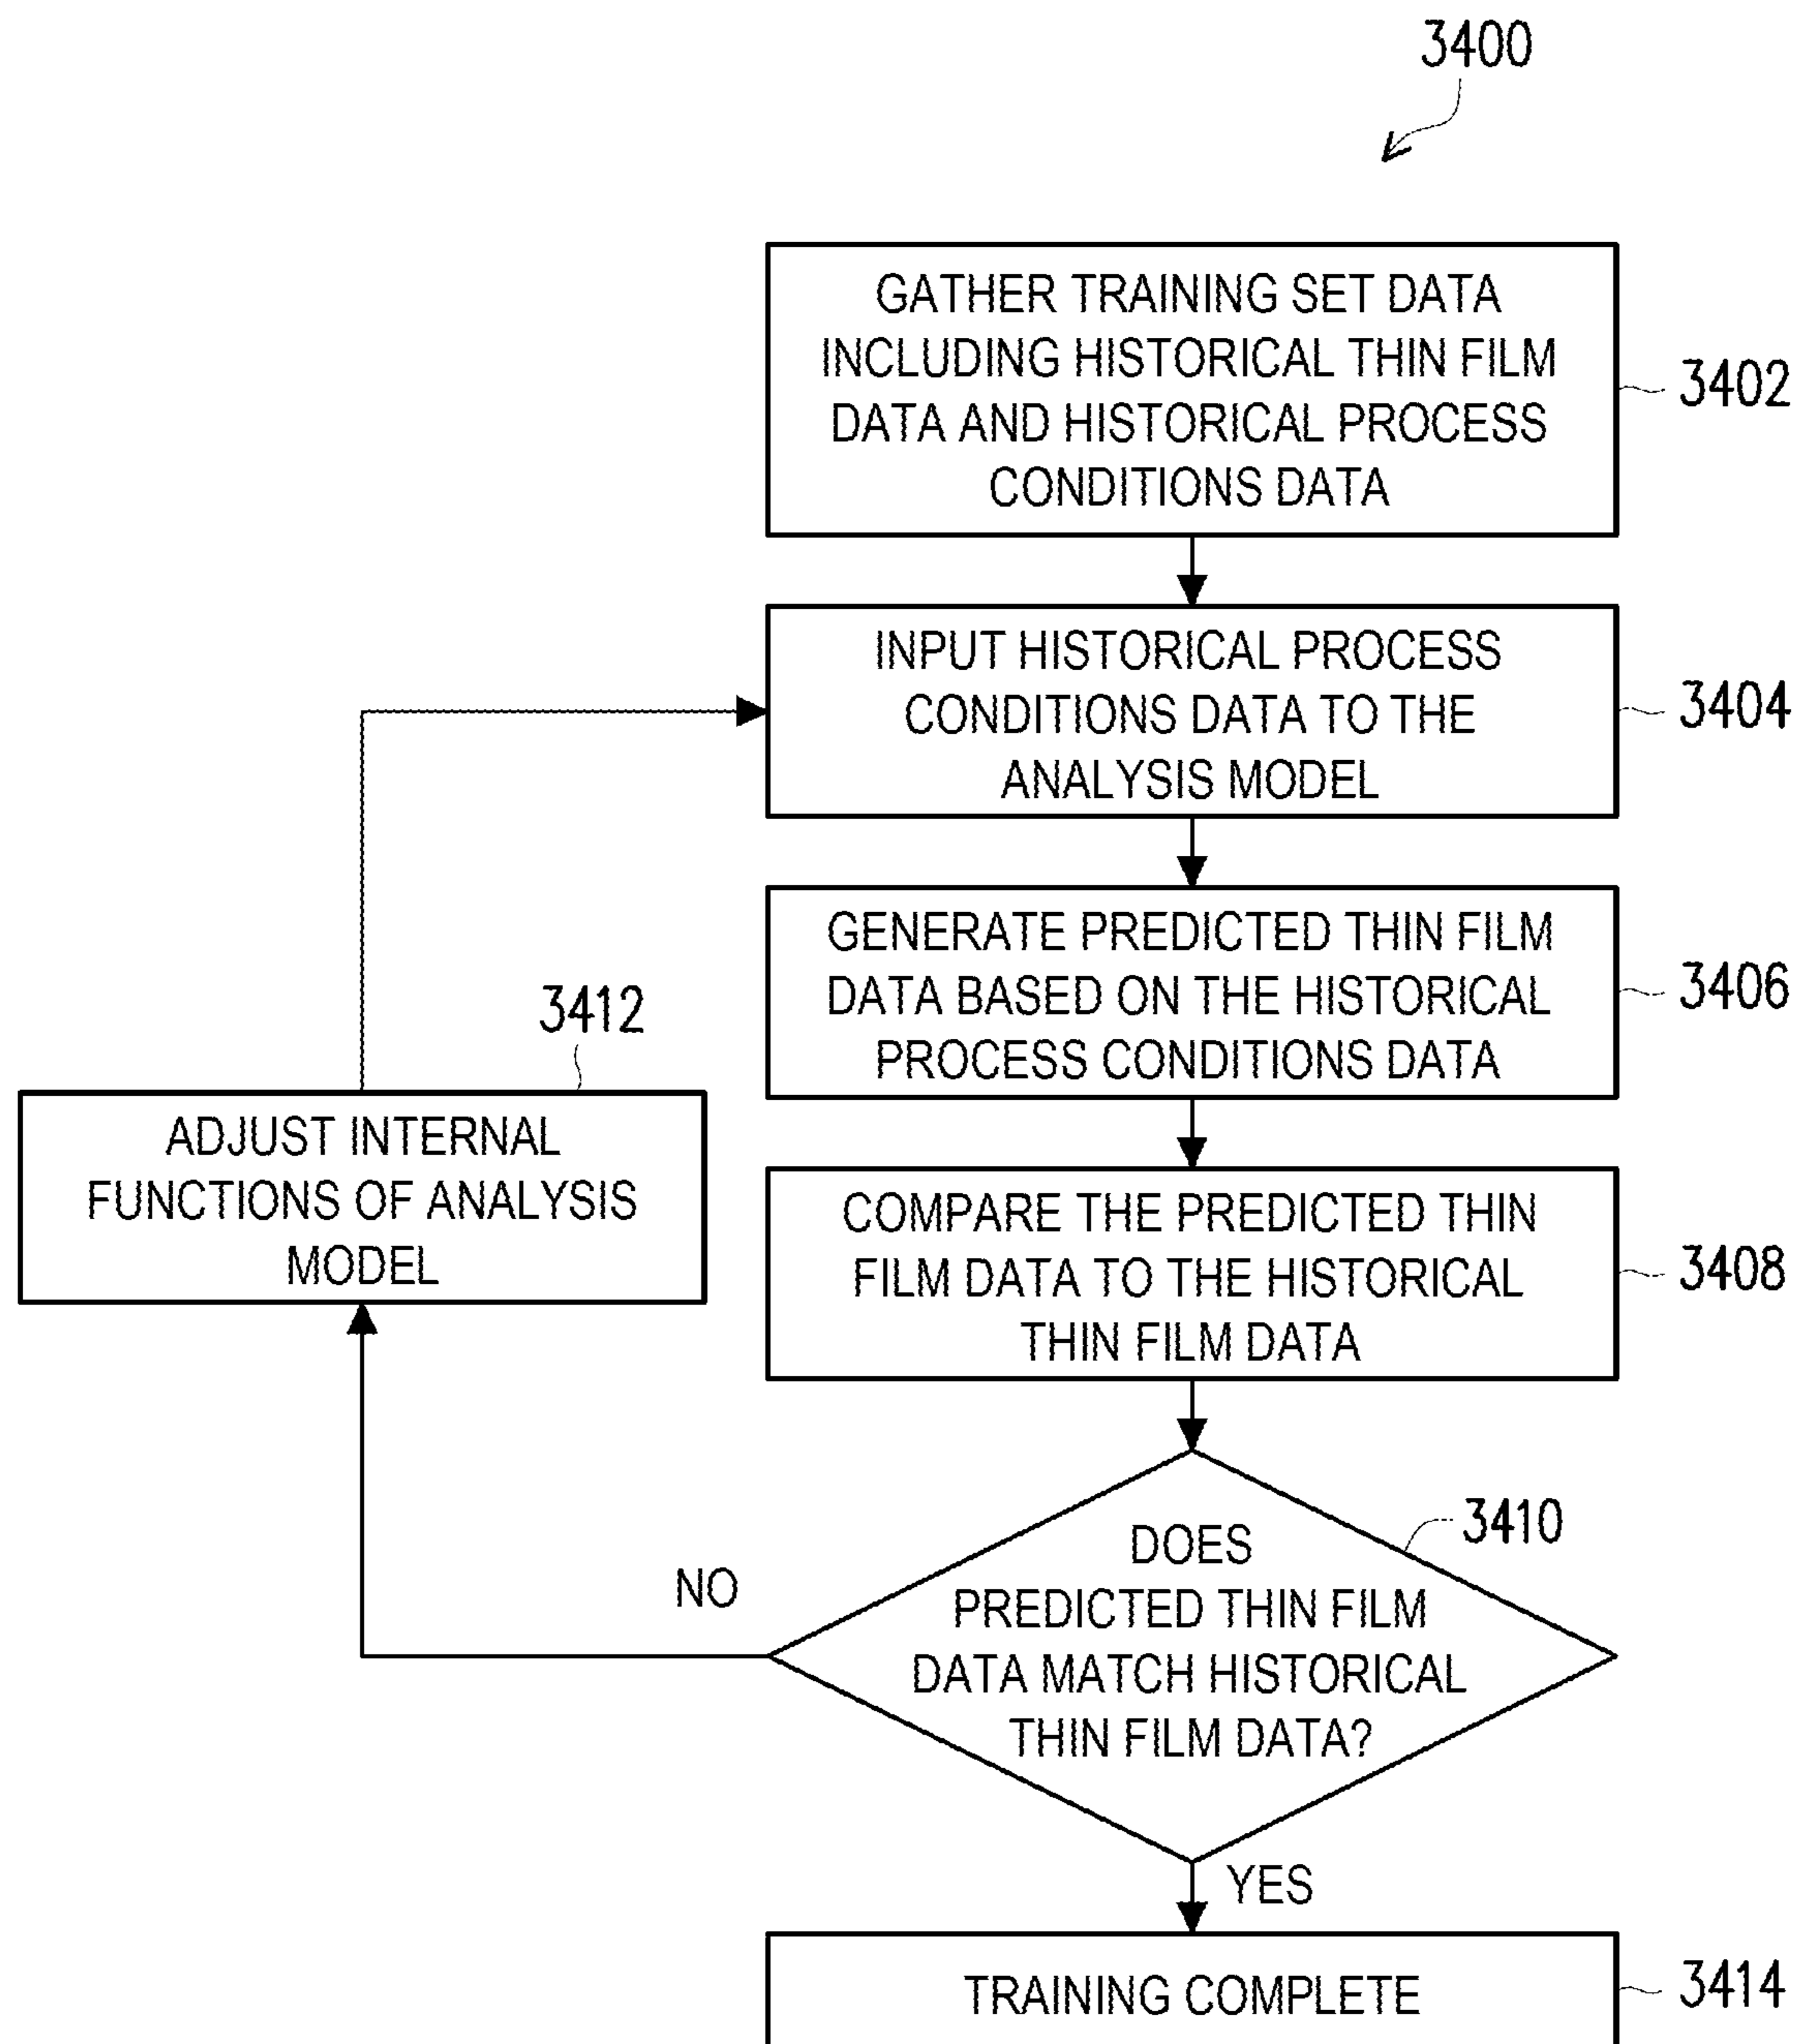 3400
GATHER TRAINING SET DATA
INCLUDING HISTORICAL THIN FILM
DATA AND HISTORICAL PROCESS
CONDITIONS DATA
3402
INPUT HISTORICAL PROCESS
CONDITIONS DATA TO THE
ANALYSIS MODEL
3404
GENERATE PREDICTED THIN FILM
DATA BASED ON THE HISTORICAL
PROCESS CONDITIONS DATA
3406
3412
ADJUST INTERNAL
FUNCTIONS OF ANALYSIS
MODEL
COMPARE THE PREDICTED THIN
FILM DATA TO THE HISTORICAL
THIN FILM DATA
3408
3410
DOES
PREDICTED THIN FILM
DATA MATCH HISTORICAL
THIN FILM DATA?
NO
YES
TRAINING COMPLETE
3414